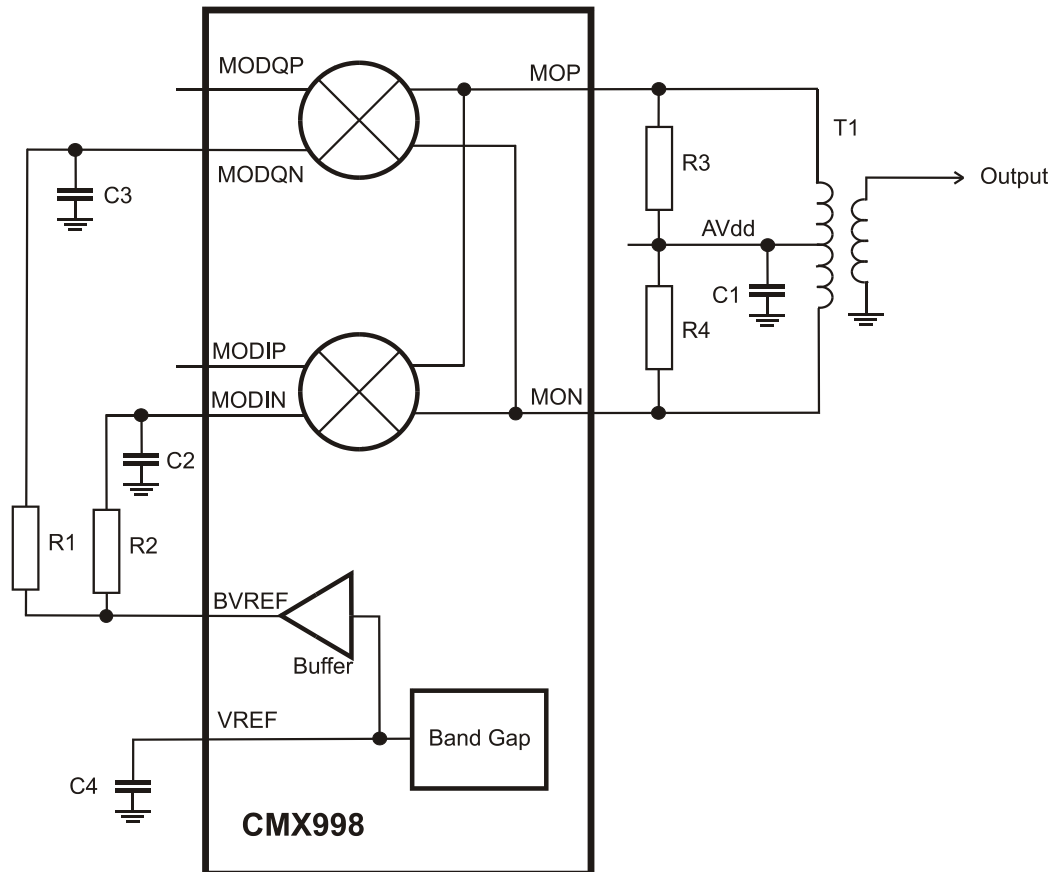 MODQP
MOP
T1
R3
MODQN
C3
Output
AVdd
C1
R4
MODIP
MODIN
MON
C2
R1
R2
BVREF
Buffer
VREF
Band Gap
C4
CMX998